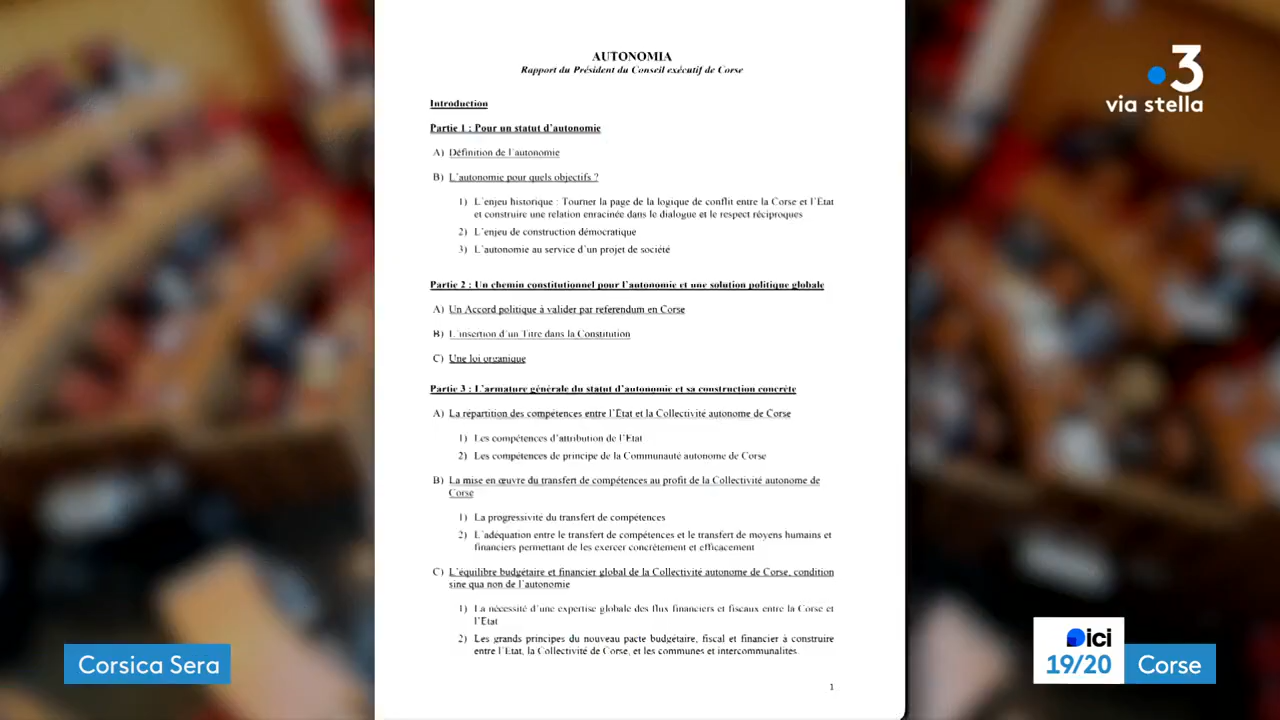 AUTONOMIA
Rapport du Président du Conseil exécutif de Corse
Introduction
Partie 1 : Pour un statut d'autonomie
A) Définition de l'autonomie
B) L'autonomie pour quels objectifs ?
1) L'enjeu historique : Tourner la page de la logique de conflit entre la Corse et l'Etat
et construire une relation enracinée dans le dialogue et le respect réciproques
2) L'enjeu de construction démocratique
3) L'autonomie au service d'un projet de société
Partie 2 : Un chemin constitutionnel pour l'autonomie et une solution politique globale
A) Un Accord politique à valider par referendum en Corse
B) L'insertion d'un Titre dans la Constitution
C) Une loi organique
Partie 3 : L'armature générale du statut d'autonomie et sa construction concrète
A) La répartition des compétences entre l'Etat et la Collectivité autonome de Corse
1) Les compétences d'attribution de l'Etat
2) Les compétences de principe de la Communauté autonome de Corse
B) La mise en œuvre du transfert de compétences au profit de la Collectivité autonome de
Corse
1) La progressivité du transfert de compétences
2) L'adéquation entre le transfert de compétences et le transfert de moyens humains et
financiers permettant de les exercer concrètement et efficacement
C) L'équilibre budgétaire et financier global de la Collectivité autonome de Corse, condition
sine qua non de l'autonomie
1) La nécessité d'une expertise globale des flux financiers et fiscaux entre la Corse et
l'Etat
2) Les grands principes du nouveau pacte budgétaire, fiscal et financier à construire
entre l'Etat, la Collectivité de Corse, et les communes et intercommunalités
1
3
via stella
Corsica Sera
ici
19/20
Corse